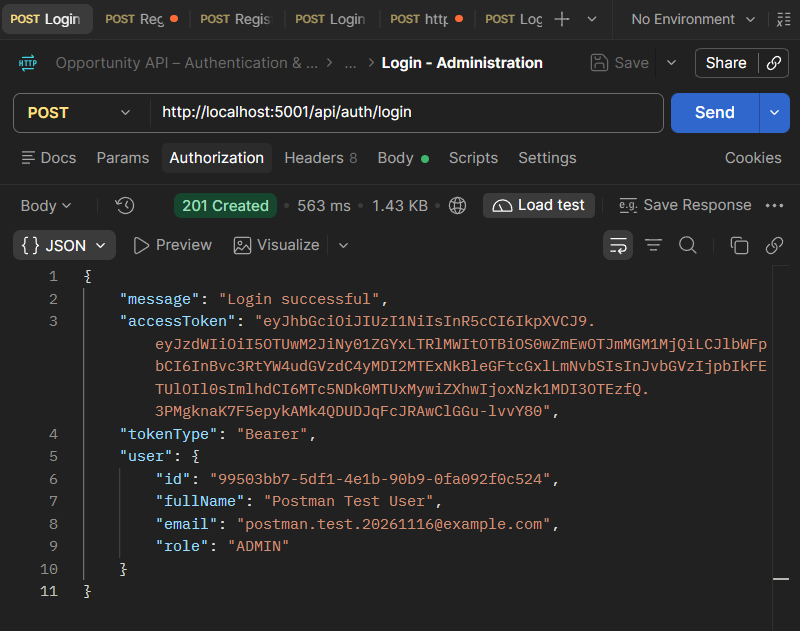 POST Login POST Reg POST Regis POST Login POST http POST Log No Environment
HTTP Opportunity API – Authentication & ... > ... > Login - Administration Save Share
POST http://localhost:5001/api/auth/login Send
Docs Params Authorization Headers 8 Body Scripts Settings Cookies
Body 201 Created 563 ms 1.43 KB Load test e.g. Save Response
{} JSON Preview Visualize
1 {
2 "message": "Login successful",
3 "accessToken": "eyJhbGciOiJIUzI1NiIsInR5cCI6IkpXVCJ9.
eyJzdWIiOiI5OTUwM2JiNy01ZGYxLTRlMWItOTBiOS0wZmEwOTJmMGM1MjQiLCJlbWFp
bCI6InBvc3RtYW4udGVzdC4yMDI2MTExNkBleGFtcGxlLmNvbSIsInJvbGVzIjpbIkFE
TUlOIl0sImlhdCI6MTc5NDk0MTUxMywiZXhwIjoxNzk1MDI3OTEzfQ.
3PMgknaK7F5epykAMk4QDUDJqFcJRAwClGGu-lvvY80",
4 "tokenType": "Bearer",
5 "user": {
6 "id": "99503bb7-5df1-4e1b-90b9-0fa092f0c524",
7 "fullName": "Postman Test User",
8 "email": "postman.test.20261116@example.com",
9 "role": "ADMIN"
10 }
11 }